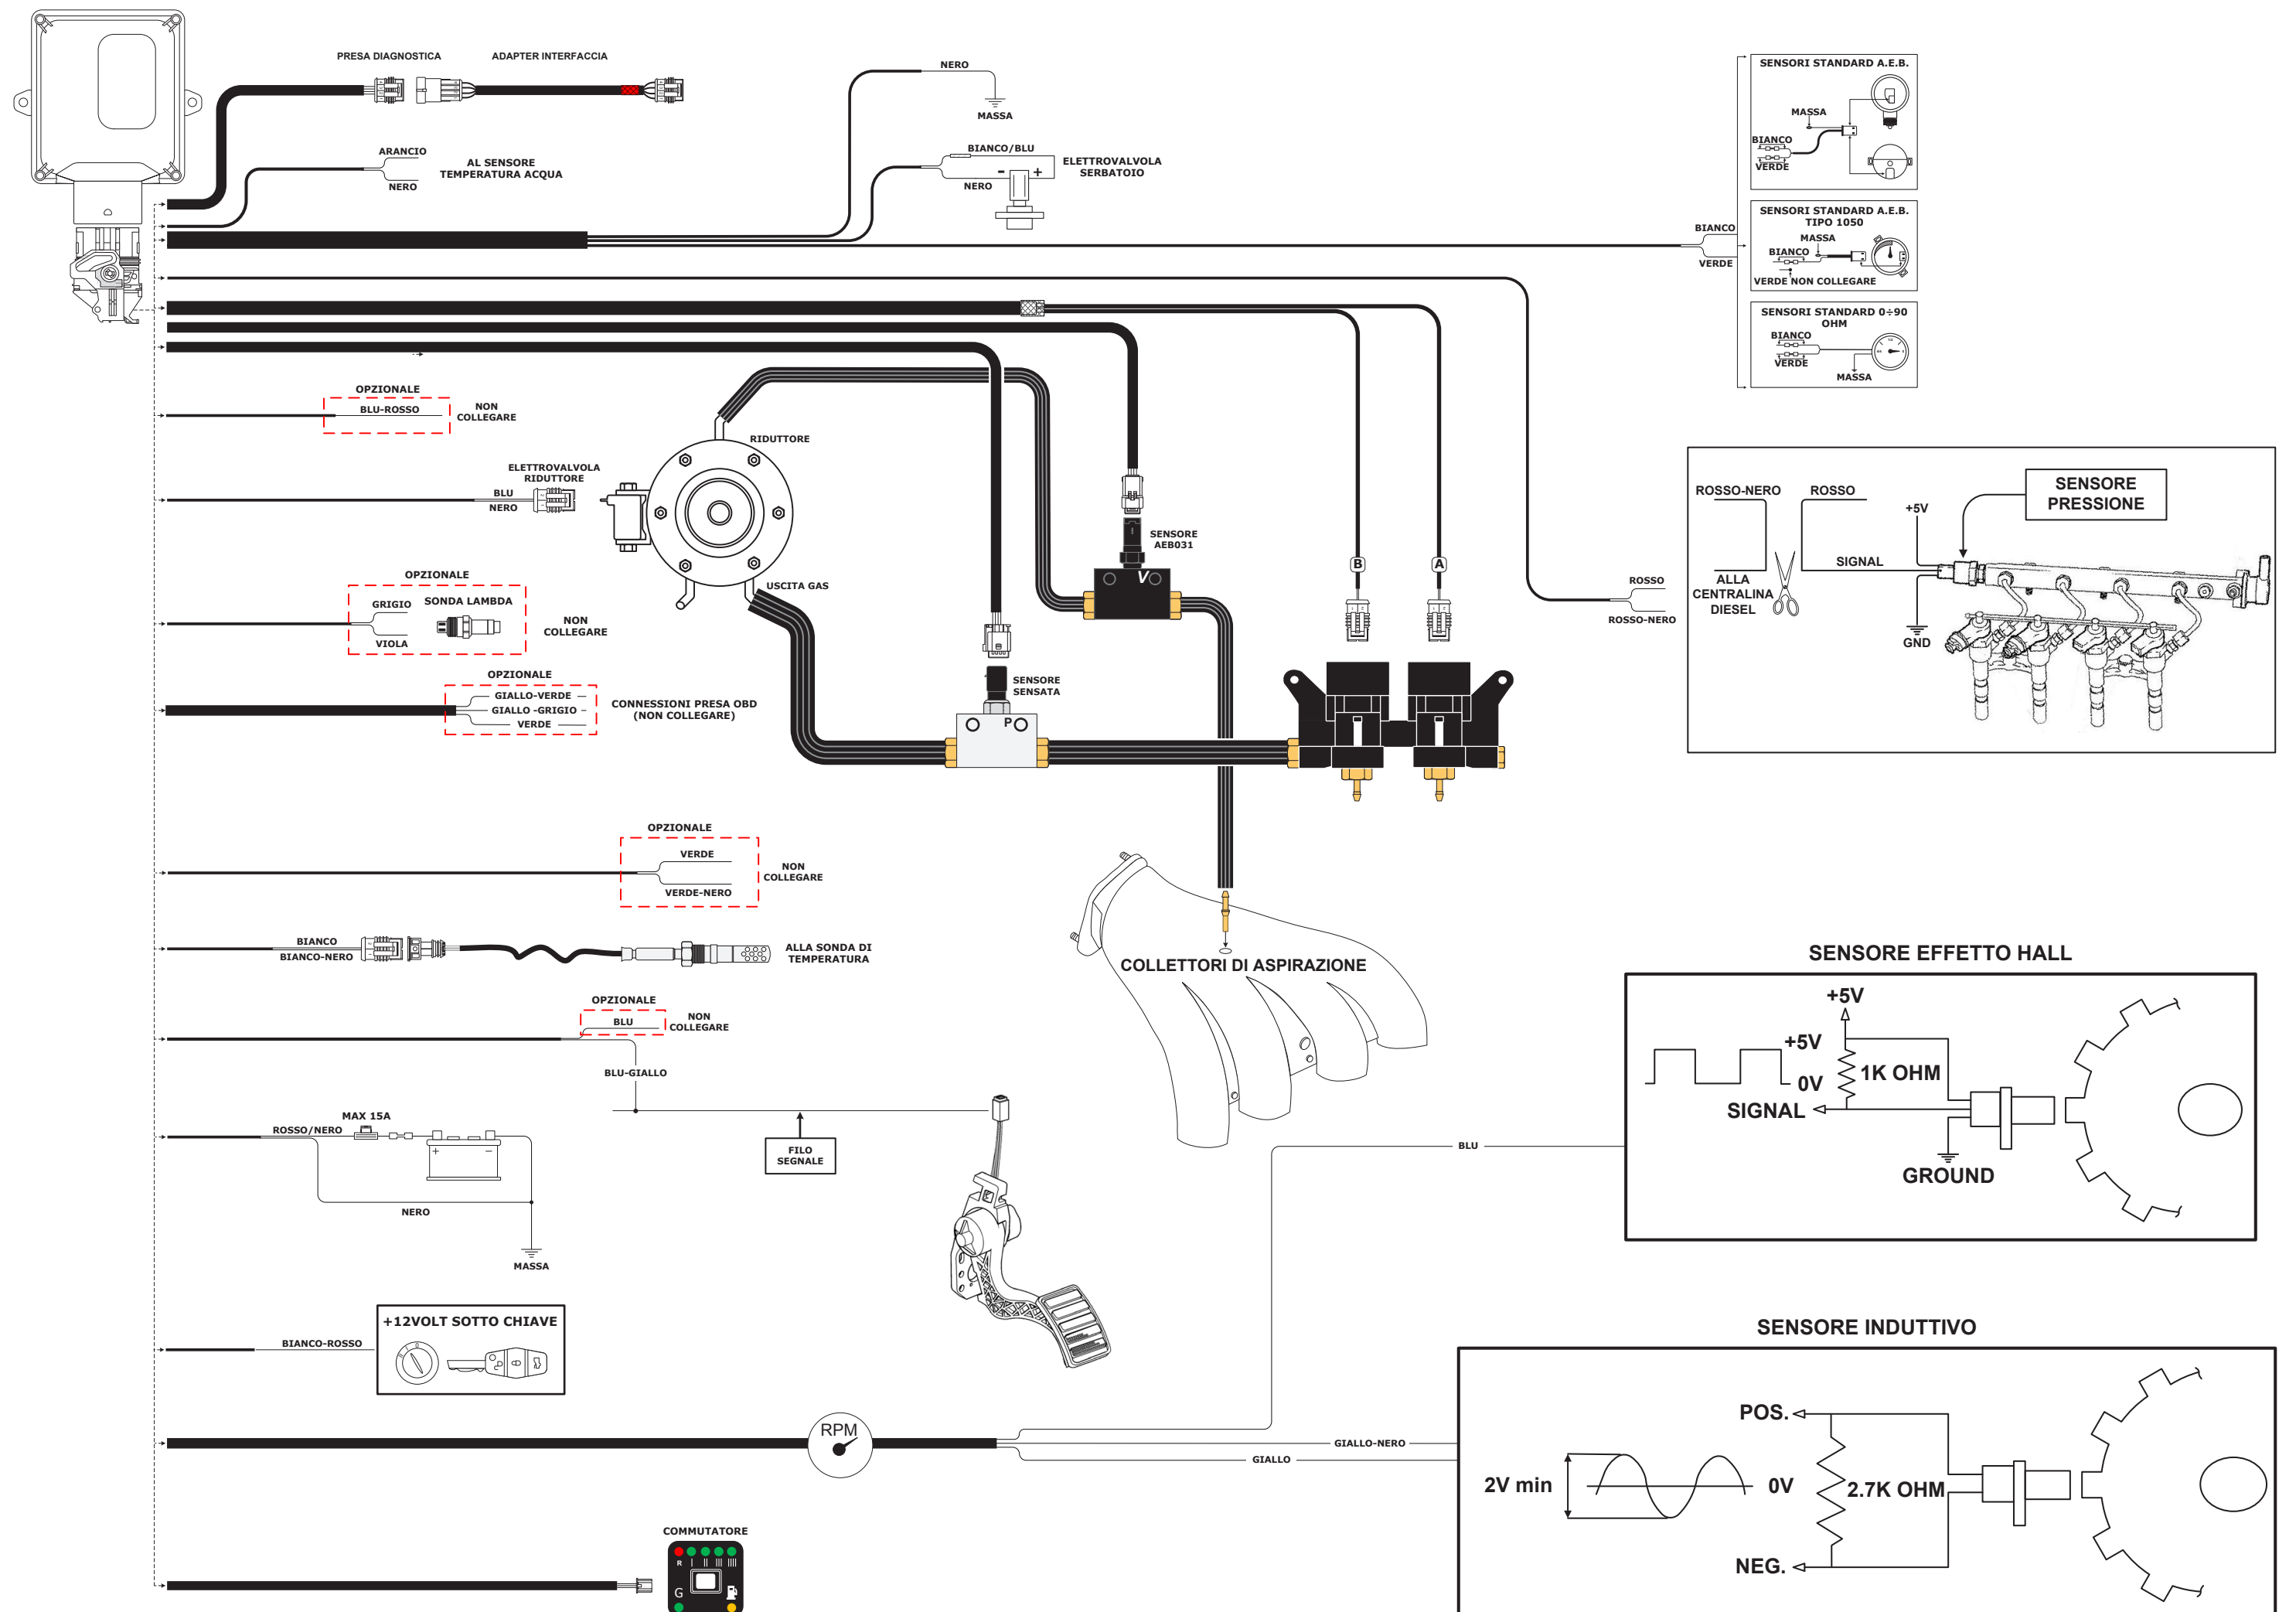 PRESA DIAGNOSTICA
ADAPTER INTERFACCIA
ARANCIO
NERO
AL SENSORE
TEMPERATURA ACQUA
NERO
MASSA
BIANCO/BLU
NERO
- +
ELETTROVALVOLA
SERBATOIO
BIANCO
VERDE
SENSORI STANDARD A.E.B.
MASSA
BIANCO
VERDE
SENSORI STANDARD A.E.B.
TIPO 1050
MASSA
BIANCO
VERDE NON COLLEGARE
SENSORI STANDARD 0÷90
OHM
BIANCO
VERDE
MASSA
OPZIONALE
BLU-ROSSO
NON
COLLEGARE
RIDUTTORE
ELETTROVALVOLA
RIDUTTORE
BLU
NERO
USCITA GAS
SENSORE
AEB031
V
B
A
ROSSO
ROSSO-NERO
ROSSO-NERO
ROSSO
ALLA
CENTRALINA
DIESEL
+5V
SIGNAL
GND
SENSORE
PRESSIONE
OPZIONALE
GRIGIO
VIOLA
SONDA LAMBDA
NON
COLLEGARE
SENSORE
SENSATA
P
OPZIONALE
GIALLO-VERDE
GIALLO -GRIGIO
VERDE
CONNESSIONI PRESA OBD
(NON COLLEGARE)
OPZIONALE
VERDE
VERDE-NERO
NON
COLLEGARE
BIANCO
BIANCO-NERO
ALLA SONDA DI
TEMPERATURA
COLLETTORI DI ASPIRAZIONE
OPZIONALE
BLU
NON
COLLEGARE
BLU-GIALLO
FILO
SEGNALE
MAX 15A
ROSSO/NERO
+ −
NERO
MASSA
SENSORE EFFETTO HALL
+5V
+5V
0V
1K OHM
SIGNAL
GROUND
BLU
+12VOLT SOTTO CHIAVE
BIANCO-ROSSO
RPM
GIALLO-NERO
GIALLO
SENSORE INDUTTIVO
POS.
2V min
0V
2.7K OHM
NEG.
COMMUTATORE
R I II III IIII
G